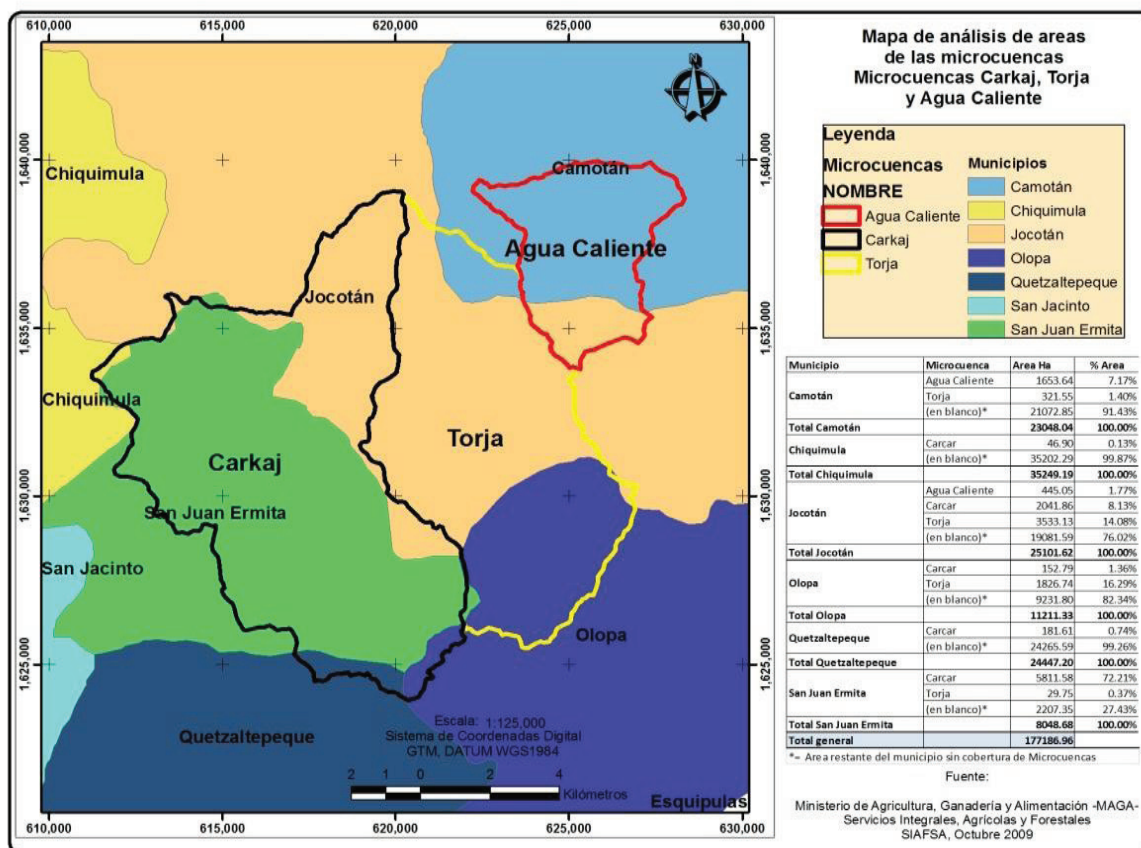 610,000
615,000
620,000
625,000
630,000
Mapa de análisis de areas
de las microcuencas
Microcuencas Carkaj, Torja
y Agua Caliente
N
1,640,000
1,635,000
1,630,000
1,625,000
Chiquimula
Camotán
Agua Caliente
Jocotán
Chiquimula
Torja
Carkaj
San Juan Ermita
San Jacinto
Olopa
Quetzaltepeque
Esquipulas
Escala: 1:125,000
Sistema de Coordenadas Digital
GTM, DATUM WGS1984
2 1 0 2 4
Kilómetros
1,640,000
1,635,000
1,630,000
1,625,000
610,000
615,000
620,000
625,000
630,000
Leyenda
Microcuencas
NOMBRE
Agua Caliente
Carkaj
Torja
Municipios
Camotán
Chiquimula
Jocotán
Olopa
Quetzaltepeque
San Jacinto
San Juan Ermita
Municipio Microcuenca Area Ha % Area
Camotán Agua Caliente 1653.64 7.17%
Torja 321.55 1.40%
(en blanco)* 21072.85 91.43%
Total Camotán 23048.04 100.00%
Chiquimula Carcar 46.90 0.13%
(en blanco)* 35202.29 99.87%
Total Chiquimula 35249.19 100.00%
Jocotán Agua Caliente 445.05 1.77%
Carcar 2041.86 8.13%
Torja 3533.13 14.08%
(en blanco)* 19081.59 76.02%
Total Jocotán 25101.62 100.00%
Olopa Carcar 152.79 1.36%
Torja 1826.74 16.29%
(en blanco)* 9231.80 82.34%
Total Olopa 11211.33 100.00%
Quetzaltepeque Carcar 181.61 0.74%
(en blanco)* 24265.59 99.26%
Total Quetzaltepeque 24447.20 100.00%
San Juan Ermita Carcar 5811.58 72.21%
Torja 29.75 0.37%
(en blanco)* 2207.35 27.43%
Total San Juan Ermita 8048.68 100.00%
Total general 177186.96
*= Area restante del municipio sin cobertura de Microcuencas
Fuente:
Ministerio de Agricultura, Ganadería y Alimentación -MAGA-
Servicios Integrales, Agrícolas y Forestales
SIAFSA, Octubre 2009